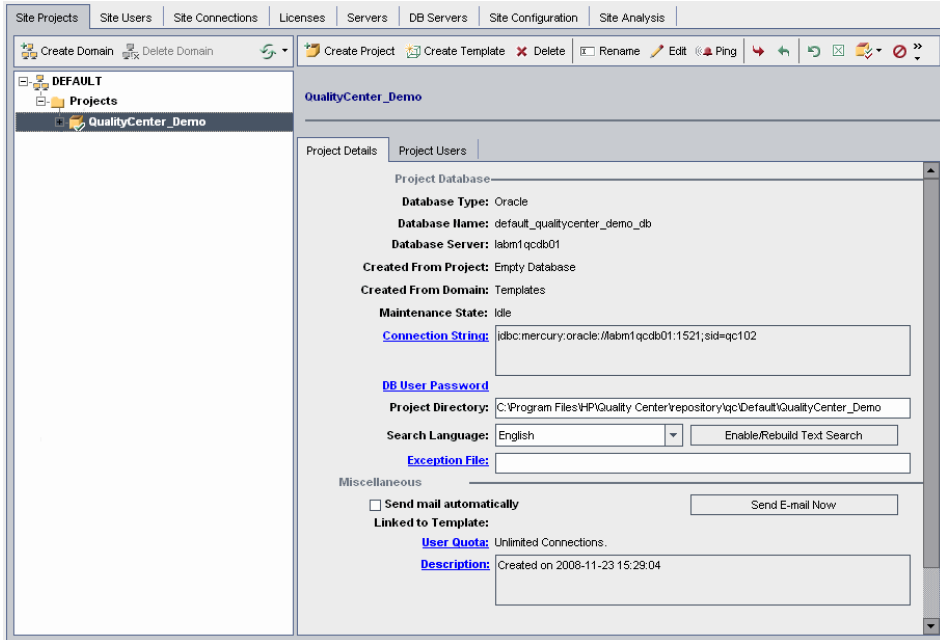 Site Projects Site Users Site Connections Licenses Servers DB Servers Site Configuration Site Analysis
Create Domain Delete Domain Create Project Create Template Delete Rename Edit Ping
DEFAULT
Projects
QualityCenter_Demo
QualityCenter_Demo
Project Details Project Users
Project Database
Database Type: Oracle
Database Name: default_qualitycenter_demo_db
Database Server: labm1qcdb01
Created From Project: Empty Database
Created From Domain: Templates
Maintenance State: Idle
Connection String: jdbc:mercury:oracle://labm1qcdb01:1521;sid=qc102
DB User Password
Project Directory: C:\Program Files\HP\Quality Center\repository\qc\Default\QualityCenter_Demo
Search Language: English Enable/Rebuild Text Search
Exception File:
Miscellaneous
Send mail automatically Send E-mail Now
Linked to Template:
User Quota: Unlimited Connections.
Description: Created on 2008-11-23 15:29:04